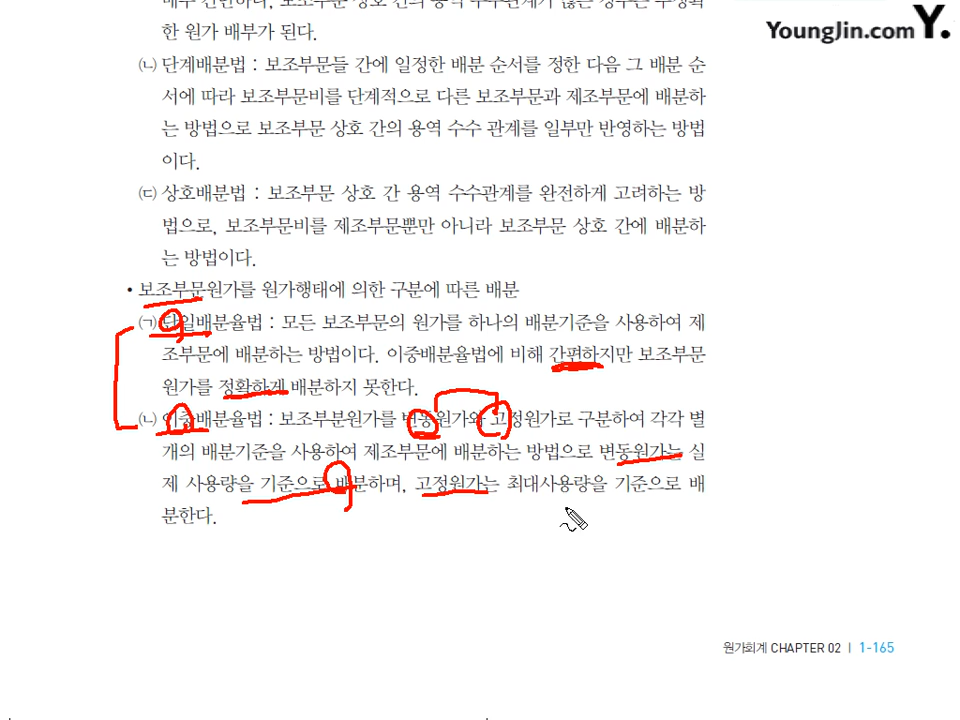 YoungJin.com Y.
한 원가 배부가 된다.
㈁ 단계배분법 : 보조부문들 간에 일정한 배분 순서를 정한 다음 그 배분 순
서에 따라 보조부문비를 단계적으로 다른 보조부문과 제조부문에 배분하
는 방법으로 보조부문 상호 간의 용역 수수 관계를 일부만 반영하는 방법
이다.
㈂ 상호배분법 : 보조부문 상호 간 용역 수수관계를 완전하게 고려하는 방
법으로, 보조부문비를 제조부문뿐만 아니라 보조부문 상호 간에 배분하
는 방법이다.
• 보조부문원가를 원가행태에 의한 구분에 따른 배분
㈀ 단일배분율법 : 모든 보조부문의 원가를 하나의 배분기준을 사용하여 제
조부문에 배분하는 방법이다. 이중배분율법에 비해 간편하지만 보조부문
원가를 정확하게 배분하지 못한다.
㈁ 이중배분율법 : 보조부분원가를 변동원가와 고정원가로 구분하여 각각 별
개의 배분기준을 사용하여 제조부문에 배분하는 방법으로 변동원가는 실
제 사용량을 기준으로 배분하며, 고정원가는 최대사용량을 기준으로 배
분한다.
원가회계 CHAPTER 02 | 1-165